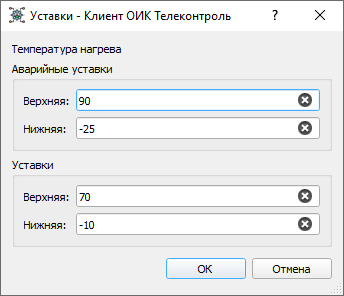 Уставки - Клиент ОИК Телеконтроль
Температура нагрева
Аварийные уставки
Верхняя: 90
Нижняя: -25
Уставки
Верхняя: 70
Нижняя: -10
OK Отмена